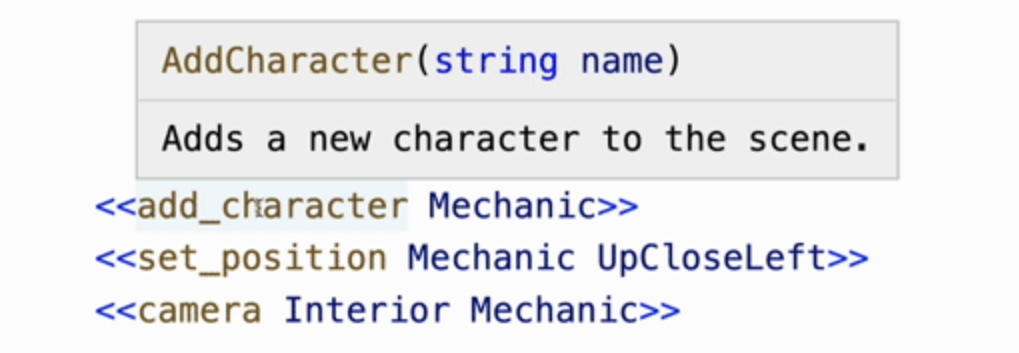 AddCharacter(string name)
Adds a new character to the scene.
<<add_character Mechanic>>
<<set_position Mechanic UpCloseLeft>>
<<camera Interior Mechanic>>